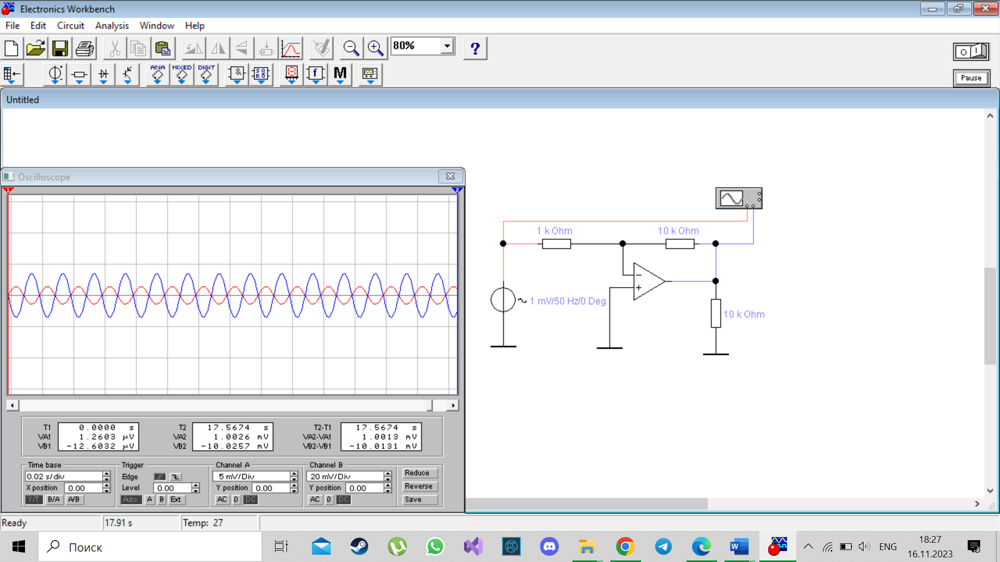 Electronics Workbench
File Edit Circuit Analysis Window Help
80% ?
O I
ANA MIXED DIGIT
M
Pause
Untitled
Oscilloscope
1 2
1 k Ohm 10 k Ohm
1 mV/50 Hz/0 Deg
10 k Ohm
T1 0.0000 s T2 17.5674 s T2-T1 17.5674 s
VA1 1.2603 µV VA2 1.0026 mV VA2-VA1 1.0013 mV
VB1 -12.6032 µV VB2 -10.0257 mV VB2-VB1 -10.0131 mV
Time base Trigger Channel A Channel B
0.02 s/div Edge 5 mV/Div 20 mV/Div Reduce
X position 0.00 Level 0.00 Y position 0.00 Y position 0.00 Reverse
Y/T B/A A/B Auto A B Ext AC 0 DC AC 0 DC Save
Ready 17.91 s Temp: 27
Поиск
ENG
18:27
16.11.2023